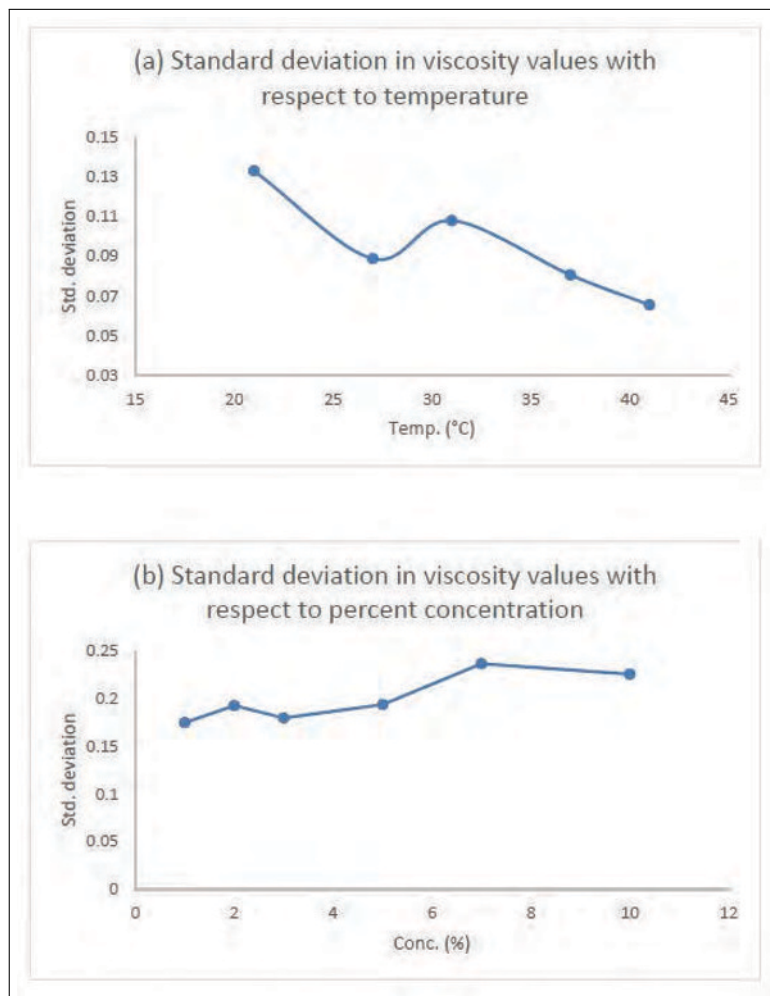 (a) Standard deviation in viscosity values with
respect to temperature
0.15
0.13
0.11
0.09
0.07
0.05
0.03
Std. deviation
15 20 25 30 35 40 45
Temp. (°C)
(b) Standard deviation in viscosity values with
respect to percent concentration
0.25
0.2
0.15
0.1
0.05
0
Std. deviation
0 2 4 6 8 10 12
Conc. (%)